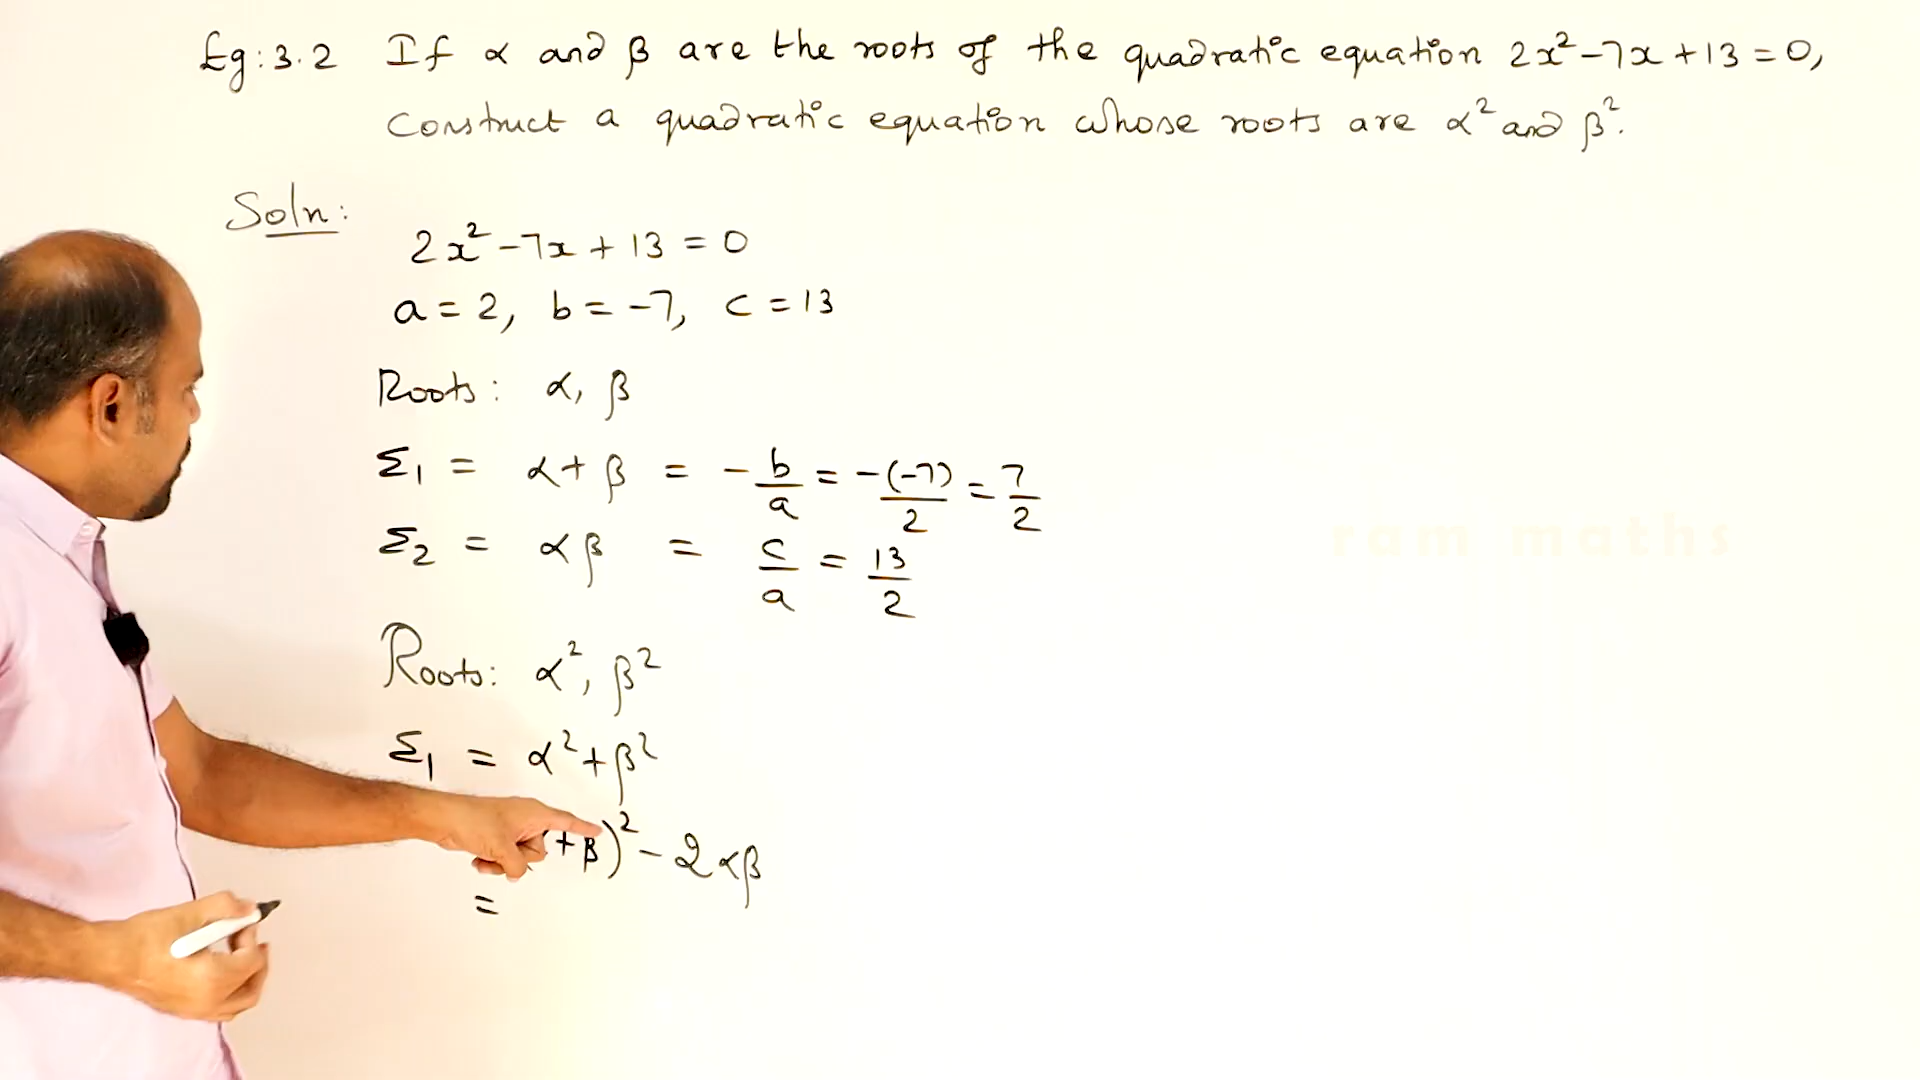 Eg: 3.2 If α and β are the roots of the quadratic equation 2x² - 7x + 13 = 0,
construct a quadratic equation whose roots are α² and β².
Soln:
2x² - 7x + 13 = 0
a = 2, b = -7, c = 13
Roots: α, β
Σ₁ = α + β = - b/a = -(-7)/2 = 7/2
Σ₂ = αβ = c/a = 13/2
ram maths
Roots: α², β²
Σ₁ = α² + β²
+ β)² - 2αβ
=